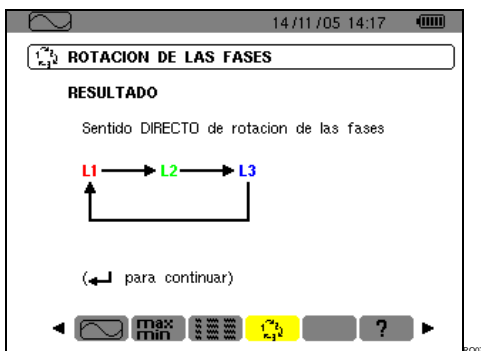 14/11/05 14:17
ROTACION DE LAS FASES
RESULTADO
Sentido DIRECTO de rotacion de las fases
L1 L2 L3
(↵ para continuar)
max min ?